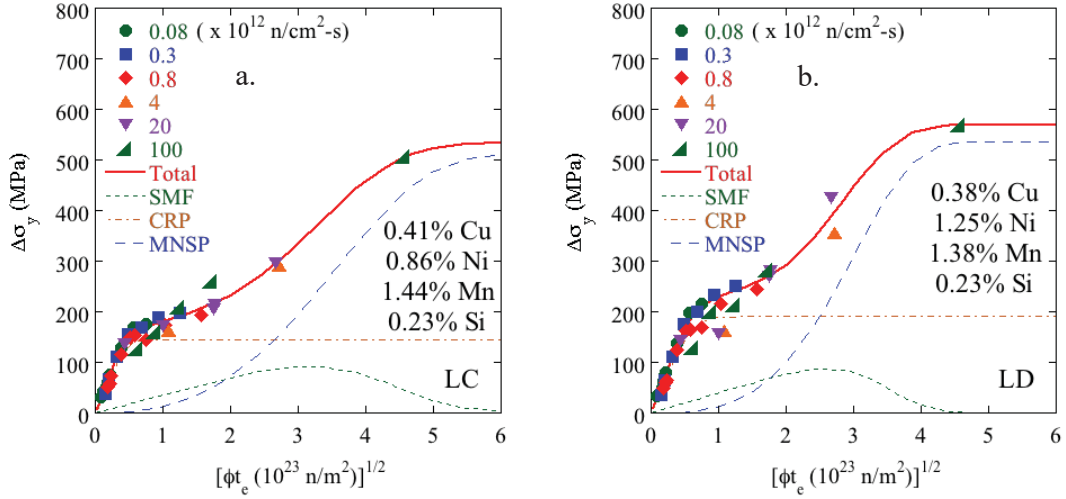 800
700
600
500
400
300
200
100
0
Δσy (MPa)
0.08 ( x 10^12 n/cm^2-s)
0.3
0.8
4
20
100
Total
SMF
CRP
MNSP
a.
0.41% Cu
0.86% Ni
1.44% Mn
0.23% Si
LC
0 1 2 3 4 5 6
[ϕte (10^23 n/m^2)]^1/2
800
700
600
500
400
300
200
100
0
Δσy (MPa)
0.08 ( x 10^12 n/cm^2-s)
0.3
0.8
4
20
100
Total
SMF
CRP
MNSP
b.
0.38% Cu
1.25% Ni
1.38% Mn
0.23% Si
LD
0 1 2 3 4 5 6
[ϕte (10^23 n/m^2)]^1/2